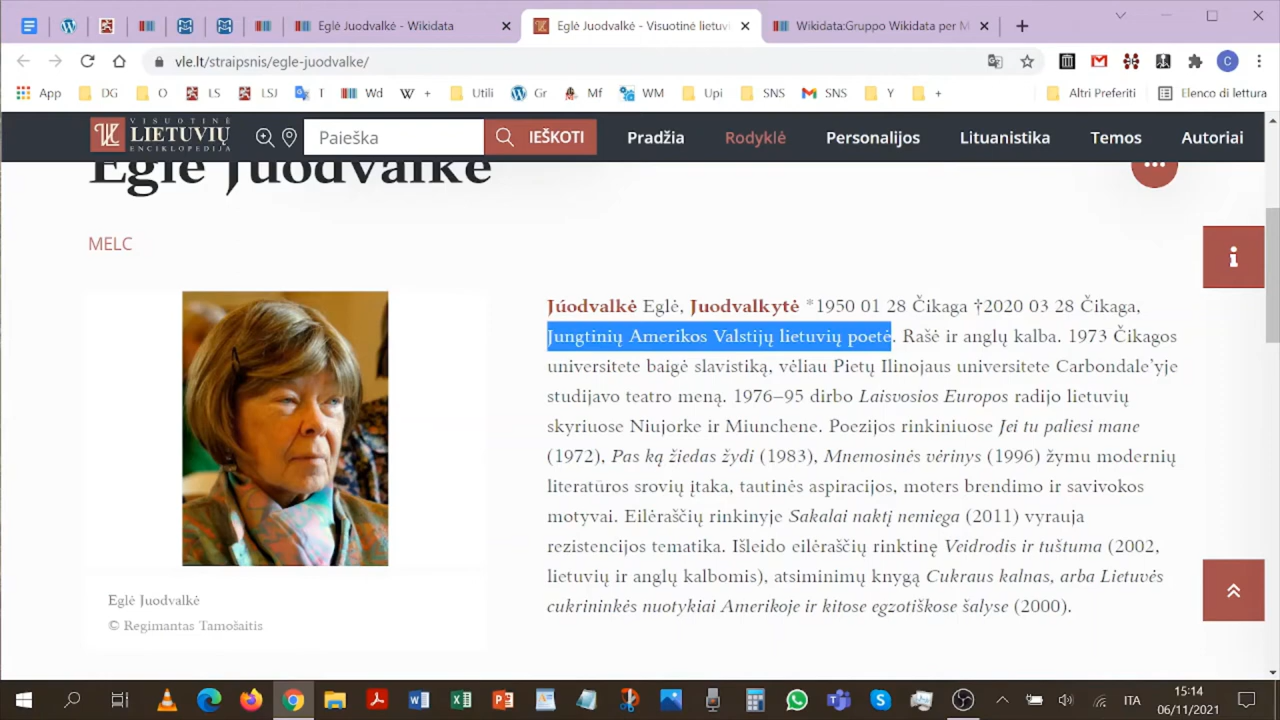 Eglė Juodvalkė - Wikidata
Eglė Juodvalkė - Visuotinė lietuvi
Wikidata:Gruppo Wikidata per M
vle.lt/straipsnis/egle-juodvalke/
App DG O LS LSJ T Wd W + Utili Gr Mf WM Upi SNS SNS Y + Altri Preferiti Elenco di lettura
VISUOTINĖ
LIETUVIŲ
ENCIKLOPEDIJA
Paieška
IEŠKOTI
Pradžia Rodyklė Personalijos Lituanistika Temos Autoriai
Eglė Juodvalkė
MELC
Júodvalkė Eglė, Juodvalkytė *1950 01 28 Čikaga †2020 03 28 Čikaga,
Jungtinių Amerikos Valstijų lietuvių poetė. Rašė ir anglų kalba. 1973 Čikagos
universitete baigė slavistiką, vėliau Pietų Ilinojaus universitete Carbondale’yje
studijavo teatro meną. 1976–95 dirbo Laisvosios Europos radijo lietuvių
skyriuose Niujorke ir Miunchene. Poezijos rinkiniuose Jei tu paliesi mane
(1972), Pas ką žiedas žydi (1983), Mnemosinės vėrinys (1996) žymu modernių
literatūros srovių įtaka, tautinės aspiracijos, moters brendimo ir savivokos
motyvai. Eilėraščių rinkinyje Sakalai naktį nemiega (2011) vyrauja
rezistencijos tematika. Išleido eilėraščių rinktinę Veidrodis ir tuštuma (2002,
lietuvių ir anglų kalbomis), atsiminimų knygą Cukraus kalnas, arba Lietuvės
cukrininkės nuotykiai Amerikoje ir kitose egzotiškose šalyse (2000).
Eglė Juodvalkė
© Regimantas Tamošaitis
ITA
15:14
06/11/2021